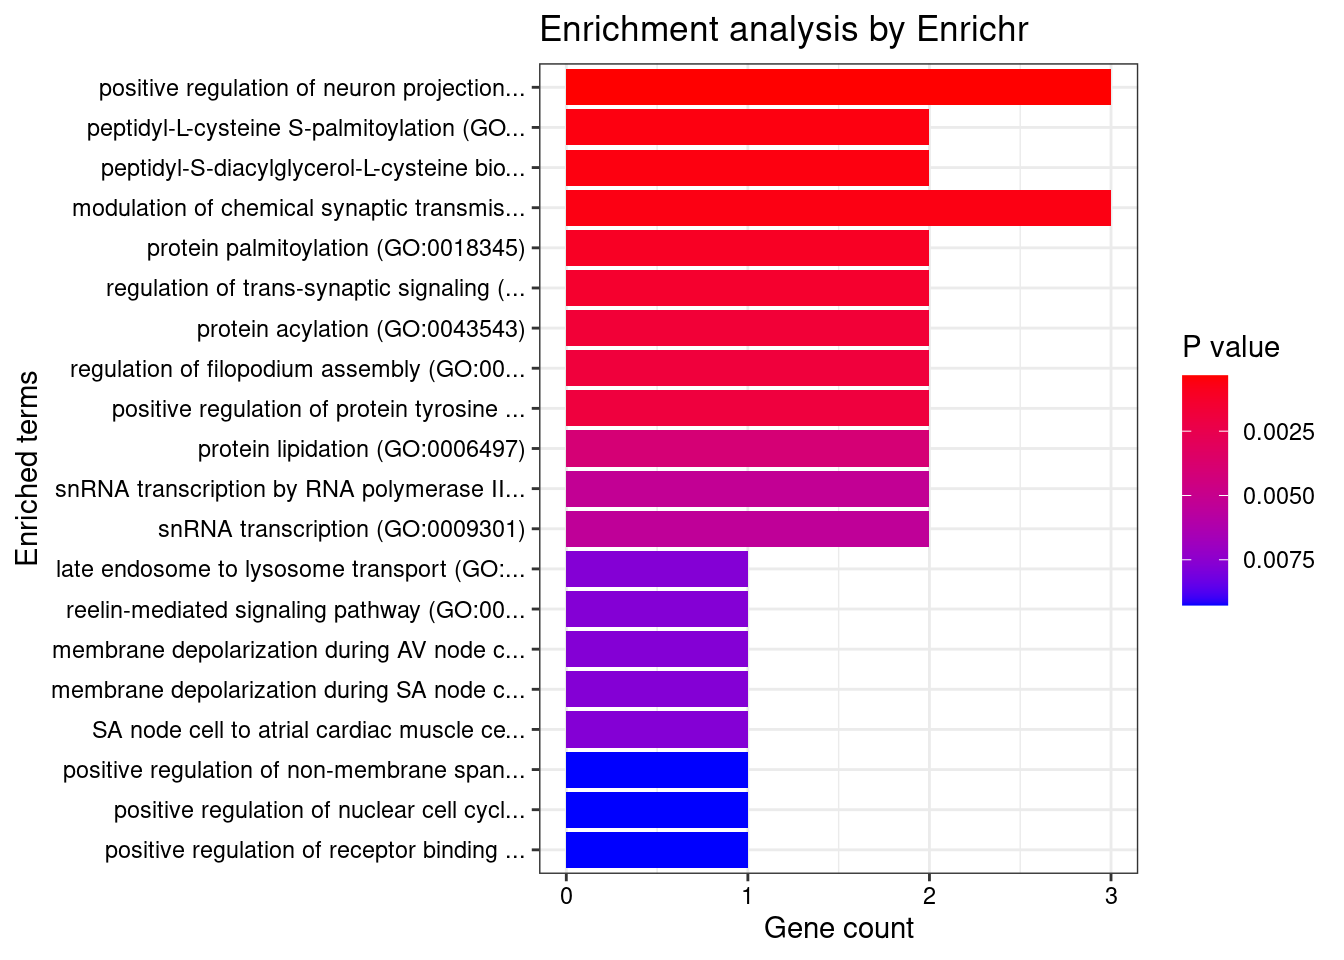 Enrichment analysis by Enrichr
positive regulation of neuron projection...
peptidyl-L-cysteine S-palmitoylation (GO...
peptidyl-S-diacylglycerol-L-cysteine bio...
modulation of chemical synaptic transmis...
protein palmitoylation (GO:0018345)
regulation of trans-synaptic signaling (...
protein acylation (GO:0043543)
regulation of filopodium assembly (GO:00...
positive regulation of protein tyrosine ...
protein lipidation (GO:0006497)
snRNA transcription by RNA polymerase II...
snRNA transcription (GO:0009301)
late endosome to lysosome transport (GO:...
reelin-mediated signaling pathway (GO:00...
membrane depolarization during AV node c...
membrane depolarization during SA node c...
SA node cell to atrial cardiac muscle ce...
positive regulation of non-membrane span...
positive regulation of nuclear cell cycl...
positive regulation of receptor binding ...
Enriched terms
0 1 2 3
Gene count
P value
0.0025
0.0050
0.0075